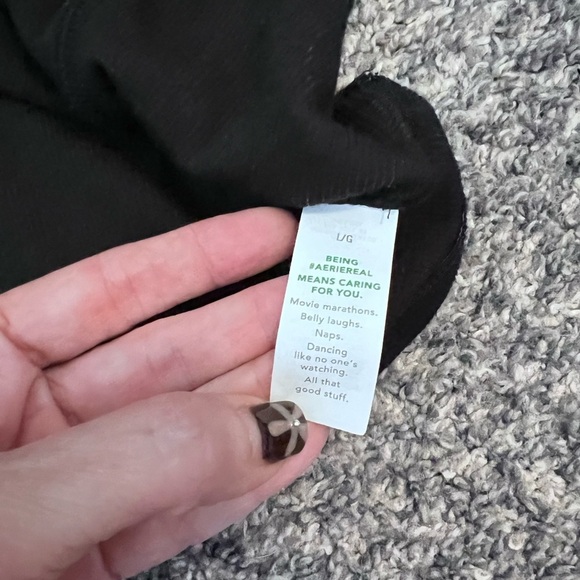 L/G
BEING
#AERIEREAL
MEANS CARING
FOR YOU.
Movie marathons.
Belly laughs.
Naps.
Dancing
like no one's
watching.
All that
good stuff.